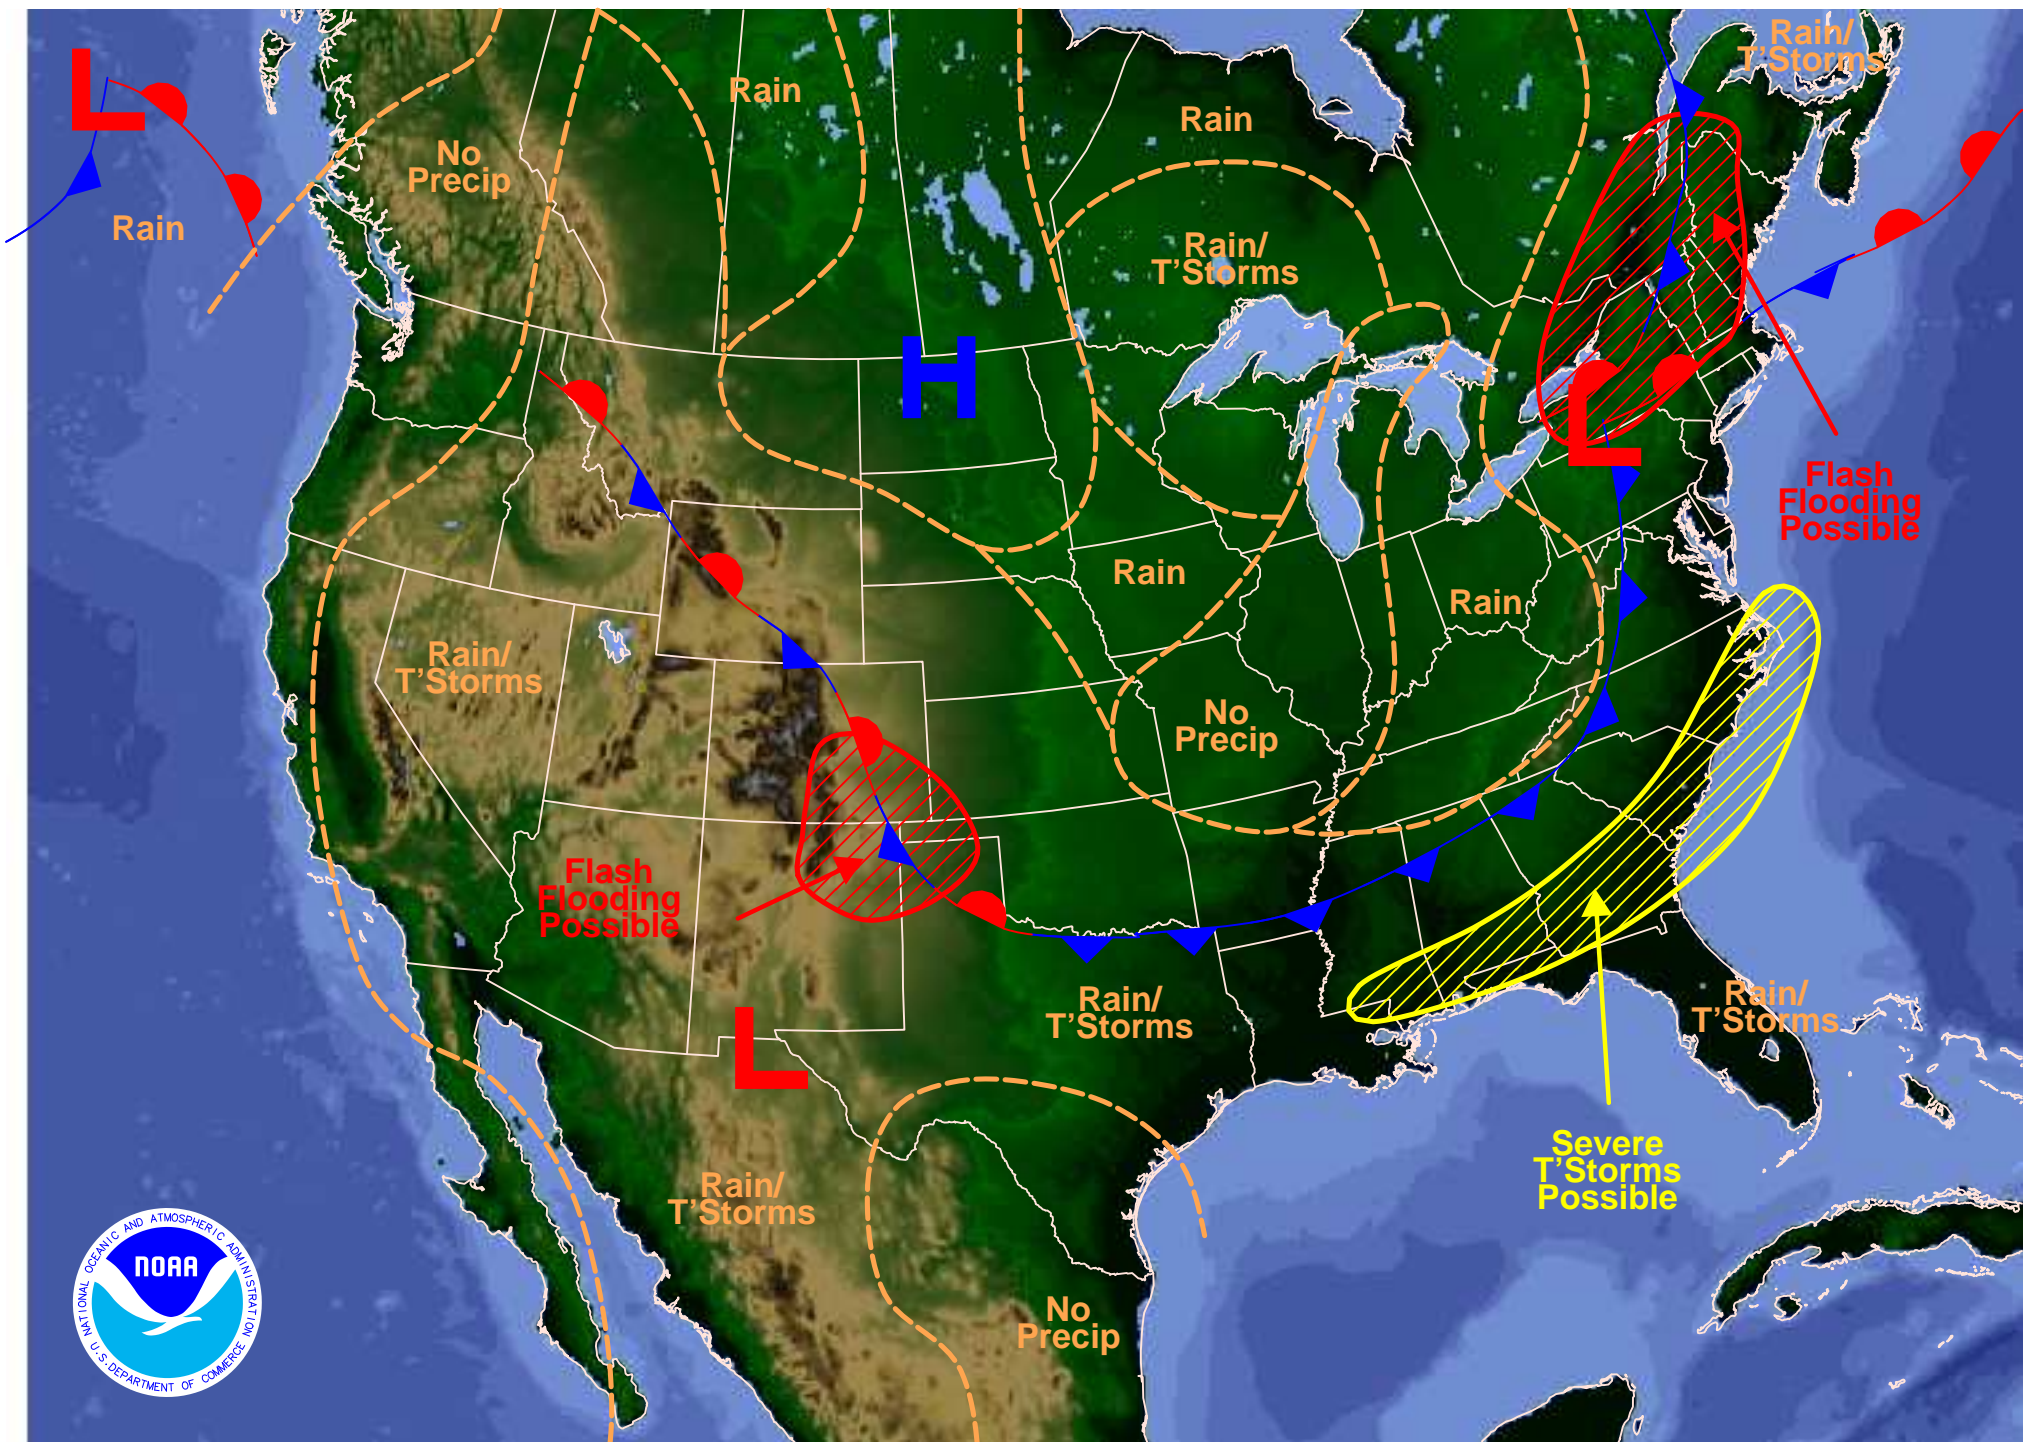 L
Rain
No
Precip
Rain
Rain
Rain/
T'Storms
Rain/
T'Storms
H
L
Flash
Flooding
Possible
Rain
Rain
Rain/
T'Storms
No
Precip
Flash
Flooding
Possible
L
Rain/
T'Storms
Rain/
T'Storms
Severe
T'Storms
Possible
Rain/
T'Storms
No
Precip
NATIONAL OCEANIC AND ATMOSPHERIC ADMINISTRATION
NOAA
U.S. DEPARTMENT OF COMMERCE